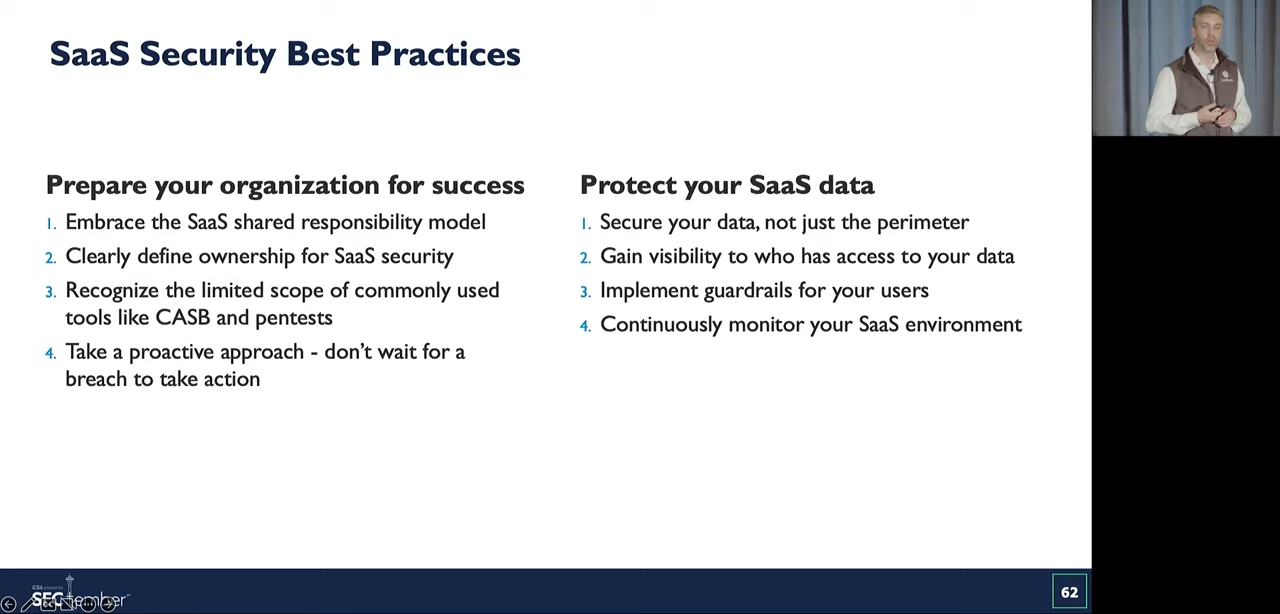 SaaS Security Best Practices
Prepare your organization for success
1. Embrace the SaaS shared responsibility model
2. Clearly define ownership for SaaS security
3. Recognize the limited scope of commonly used
tools like CASB and pentests
4. Take a proactive approach - don’t wait for a
breach to take action
Protect your SaaS data
1. Secure your data, not just the perimeter
2. Gain visibility to who has access to your data
3. Implement guardrails for your users
4. Continuously monitor your SaaS environment
CSA presents
SECtember
62